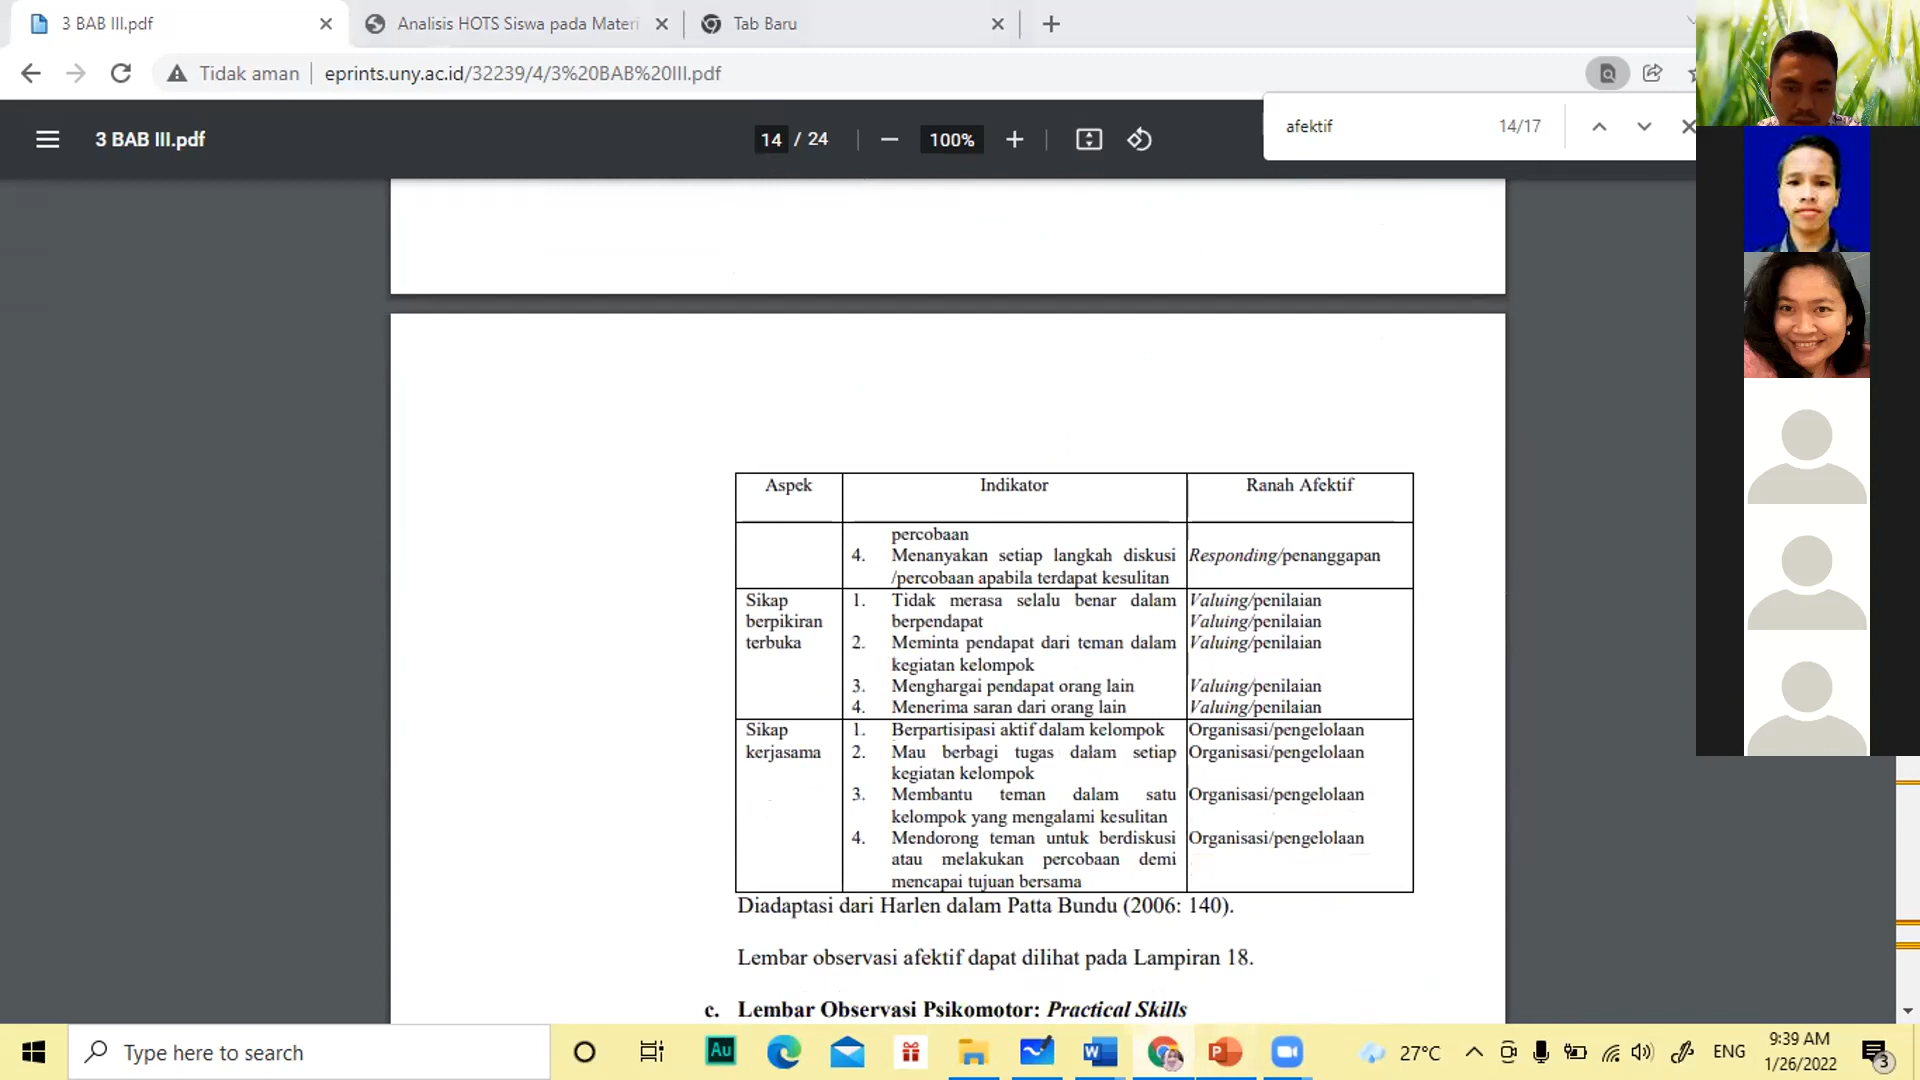 3 BAB III.pdf
Analisis HOTS Siswa pada Materi
Tab Baru
Tidak aman
eprints.uny.ac.id/32239/4/3%20BAB%20III.pdf
afektif
14/17
3 BAB III.pdf
14 / 24
100%
Aspek Indikator Ranah Afektif
percobaan
4. Menanyakan setiap langkah diskusi Responding/penanggapan
/percobaan apabila terdapat kesulitan
Sikap 1. Tidak merasa selalu benar dalam Valuing/penilaian
berpikiran berpendapat Valuing/penilaian
terbuka 2. Meminta pendapat dari teman dalam Valuing/penilaian
kegiatan kelompok
3. Menghargai pendapat orang lain Valuing/penilaian
4. Menerima saran dari orang lain Valuing/penilaian
Sikap 1. Berpartisipasi aktif dalam kelompok Organisasi/pengelolaan
kerjasama 2. Mau berbagi tugas dalam setiap Organisasi/pengelolaan
kegiatan kelompok
3. Membantu teman dalam satu Organisasi/pengelolaan
kelompok yang mengalami kesulitan
4. Mendorong teman untuk berdiskusi Organisasi/pengelolaan
atau melakukan percobaan demi
mencapai tujuan bersama
Diadaptasi dari Harlen dalam Patta Bundu (2006: 140).
Lembar observasi afektif dapat dilihat pada Lampiran 18.
c. Lembar Observasi Psikomotor: Practical Skills
Type here to search
Au
27°C
ENG
9:39 AM
1/26/2022
3